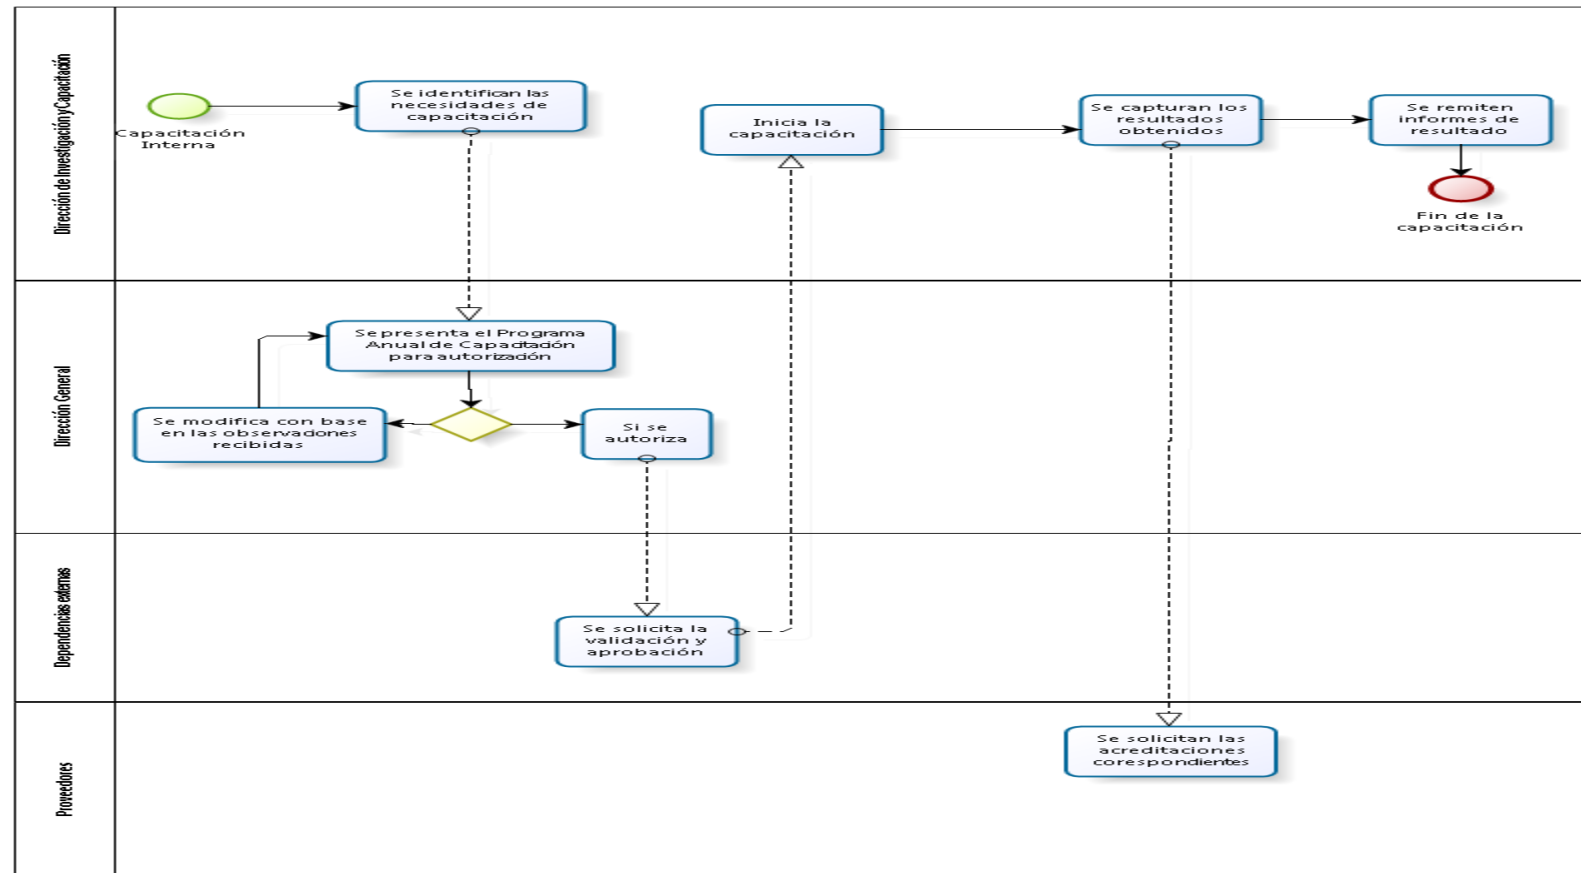 Dirección de Investigación y Capacitación
Capacitación
Interna
Se identifican las
necesidades de
capacitación
Inicia la
capacitación
Se capturan los
resultados
obtenidos
Se remiten
informes de
resultado
Fin de la
capacitación
Dirección General
Se presenta el Programa
Anual de Capacitación
para autorización
Se modifica con base
en las observaciones
recibidas
Si se
autoriza
Dependencias externas
Se solicita la
validación y
aprobación
Proveedores
Se solicitan las
acreditaciones
corespondientes